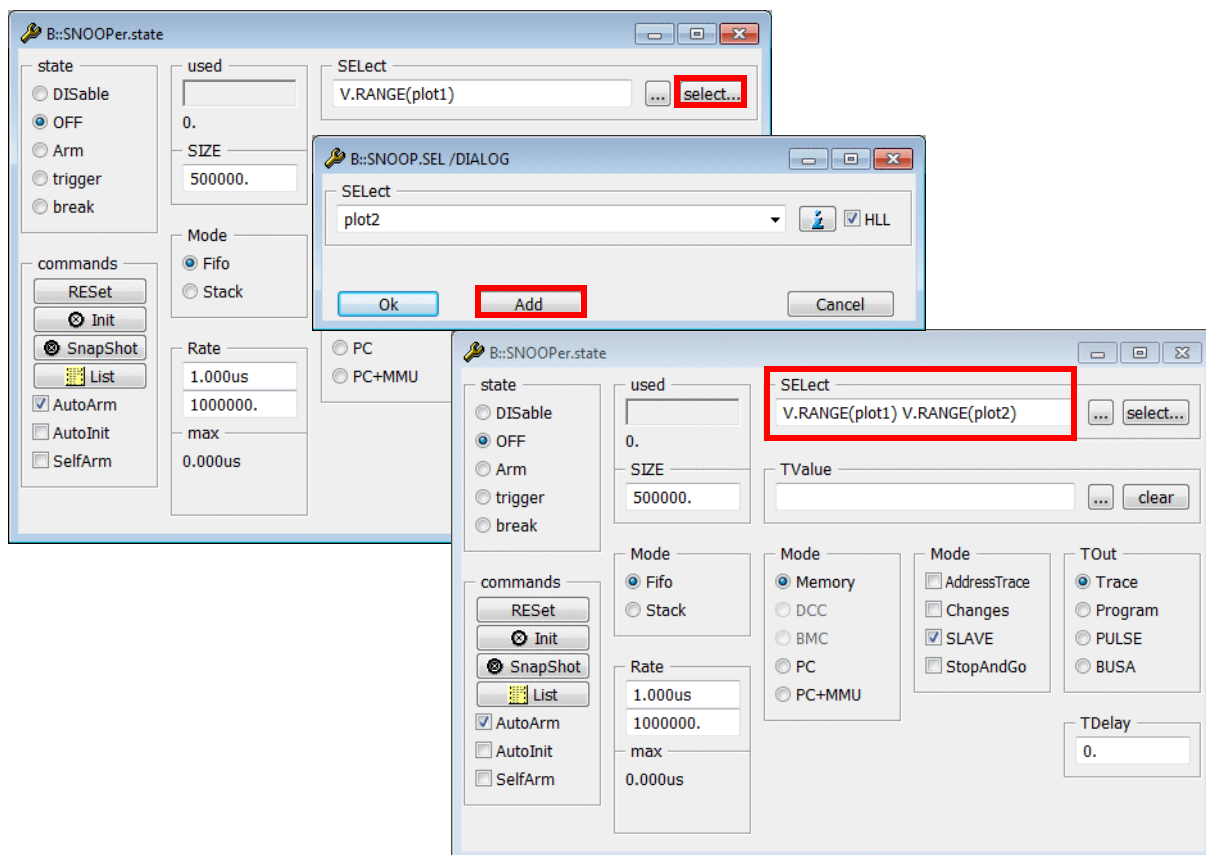 B::SNOOPer.state
state
DISable
OFF
Arm
trigger
break
used
0.
SIZE
500000.
SELect
V.RANGE(plot1)
...
select...
Mode
Fifo
Stack
commands
RESet
Init
SnapShot
List
AutoArm
AutoInit
SelfArm
Rate
1.000us
1000000.
max
0.000us
PC
PC+MMU
B::SNOOP.SEL /DIALOG
SELect
plot2
i
HLL
Ok
Add
Cancel
B::SNOOPer.state
state
DISable
OFF
Arm
trigger
break
used
0.
SIZE
500000.
SELect
V.RANGE(plot1) V.RANGE(plot2)
...
select...
TValue
...
clear
commands
RESet
Init
SnapShot
List
AutoArm
AutoInit
SelfArm
Mode
Fifo
Stack
Rate
1.000us
1000000.
max
0.000us
Mode
Memory
DCC
BMC
PC
PC+MMU
Mode
AddressTrace
Changes
SLAVE
StopAndGo
TOut
Trace
Program
PULSE
BUSA
TDelay
0.